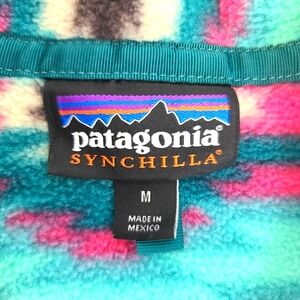 patagonia
SYNCHILLA
M
MADE IN
MEXICO